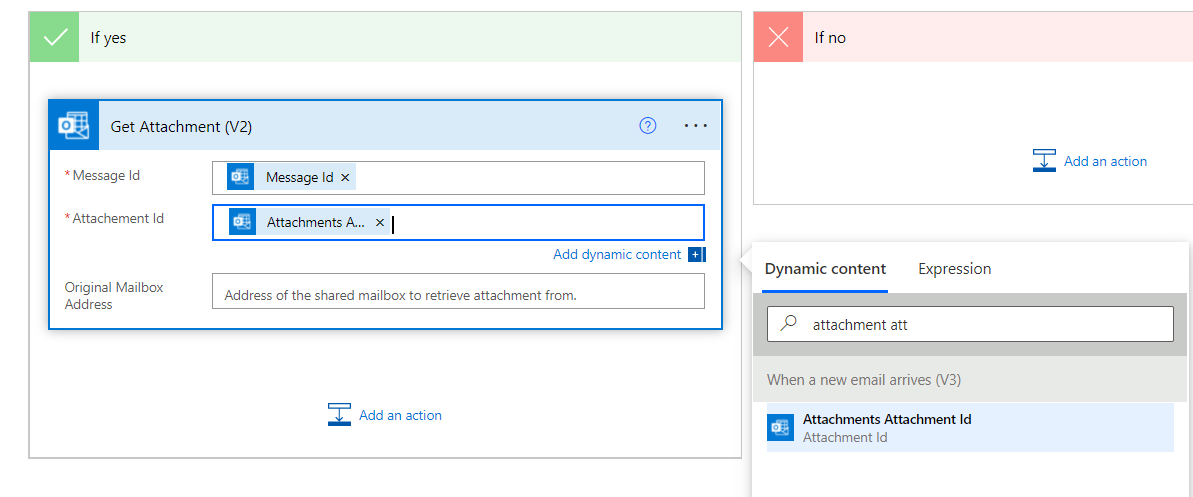 If yes
If no
Get Attachment (V2)
?
* Message Id
Message Id ×
* Attachement Id
Attachments A... ×
Add dynamic content +
Original Mailbox
Address
Address of the shared mailbox to retrieve attachment from.
Add an action
Add an action
Dynamic content
Expression
attachment att
When a new email arrives (V3)
Attachments Attachment Id
Attachment Id